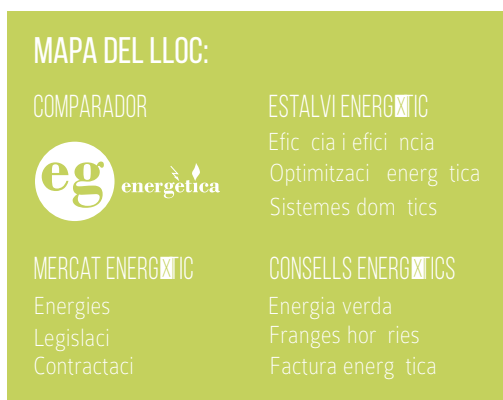 MAPA DEL LLOC:
COMPARADOR
eg energètica
ESTALVI ENERG☒TIC
Efic cia i efici ncia
Optimitzaci energ tica
Sistemes dom tics
MERCAT ENERG☒TIC
Energies
Legislaci
Contractaci
CONSELLS ENERG☒TICS
Energia verda
Franges hor ries
Factura energ tica